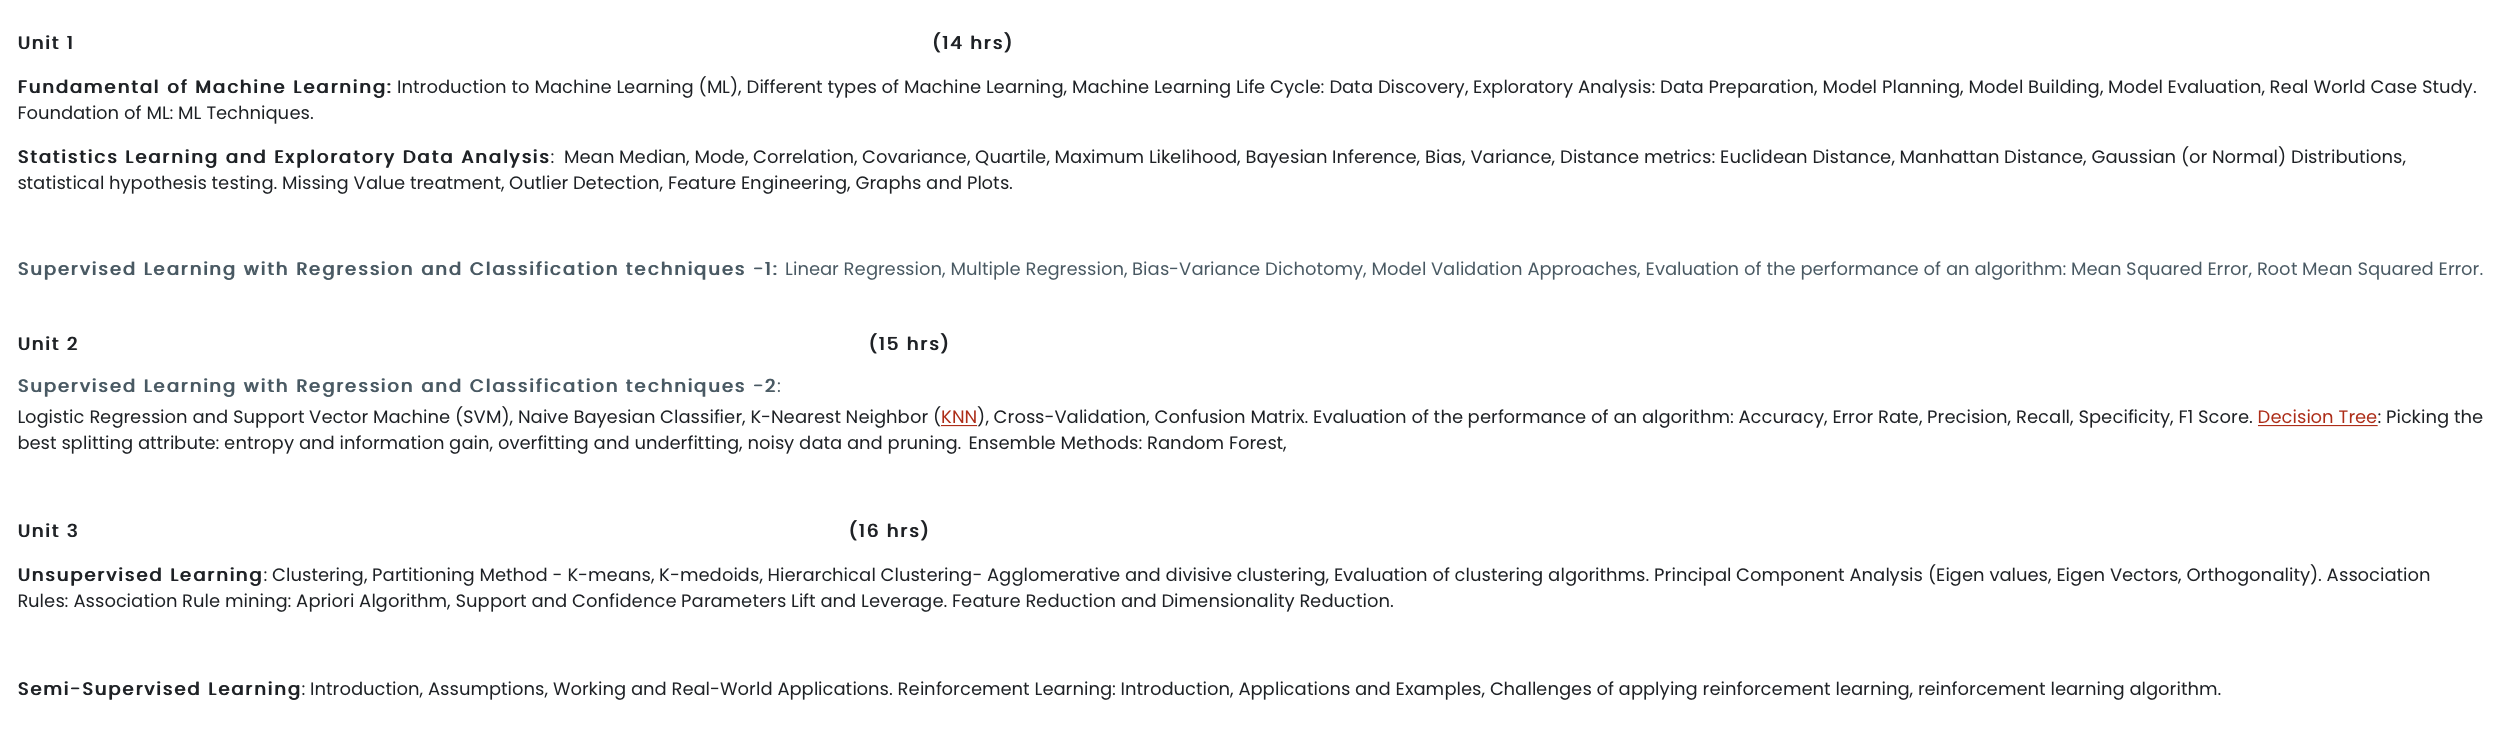 Unit 1 (14 hrs)
Fundamental of Machine Learning: Introduction to Machine Learning (ML), Different types of Machine Learning, Machine Learning Life Cycle: Data Discovery, Exploratory Analysis: Data Preparation, Model Planning, Model Building, Model Evaluation, Real World Case Study.
Foundation of ML: ML Techniques.
Statistics Learning and Exploratory Data Analysis: Mean Median, Mode, Correlation, Covariance, Quartile, Maximum Likelihood, Bayesian Inference, Bias, Variance, Distance metrics: Euclidean Distance, Manhattan Distance, Gaussian (or Normal) Distributions,
statistical hypothesis testing. Missing Value treatment, Outlier Detection, Feature Engineering, Graphs and Plots.
Supervised Learning with Regression and Classification techniques -1: Linear Regression, Multiple Regression, Bias-Variance Dichotomy, Model Validation Approaches, Evaluation of the performance of an algorithm: Mean Squared Error, Root Mean Squared Error.
Unit 2 (15 hrs)
Supervised Learning with Regression and Classification techniques -2:
Logistic Regression and Support Vector Machine (SVM), Naive Bayesian Classifier, K-Nearest Neighbor (KNN), Cross-Validation, Confusion Matrix. Evaluation of the performance of an algorithm: Accuracy, Error Rate, Precision, Recall, Specificity, F1 Score. Decision Tree: Picking the
best splitting attribute: entropy and information gain, overfitting and underfitting, noisy data and pruning. Ensemble Methods: Random Forest,
Unit 3 (16 hrs)
Unsupervised Learning: Clustering, Partitioning Method - K-means, K-medoids, Hierarchical Clustering- Agglomerative and divisive clustering, Evaluation of clustering algorithms. Principal Component Analysis (Eigen values, Eigen Vectors, Orthogonality). Association
Rules: Association Rule mining: Apriori Algorithm, Support and Confidence Parameters Lift and Leverage. Feature Reduction and Dimensionality Reduction.
Semi-Supervised Learning: Introduction, Assumptions, Working and Real-World Applications. Reinforcement Learning: Introduction, Applications and Examples, Challenges of applying reinforcement learning, reinforcement learning algorithm.